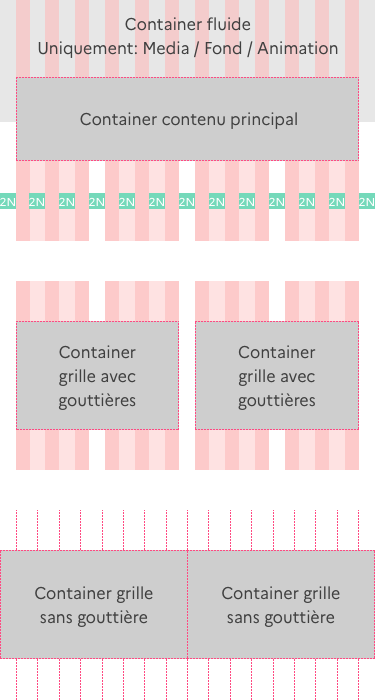 Container fluide
Uniquement: Media / Fond / Animation
Container contenu principal
2N 2N 2N 2N 2N 2N 2N 2N 2N 2N 2N 2N 2N
Container
grille avec
gouttières
Container
grille avec
gouttières
Container grille
sans gouttière
Container grille
sans gouttière